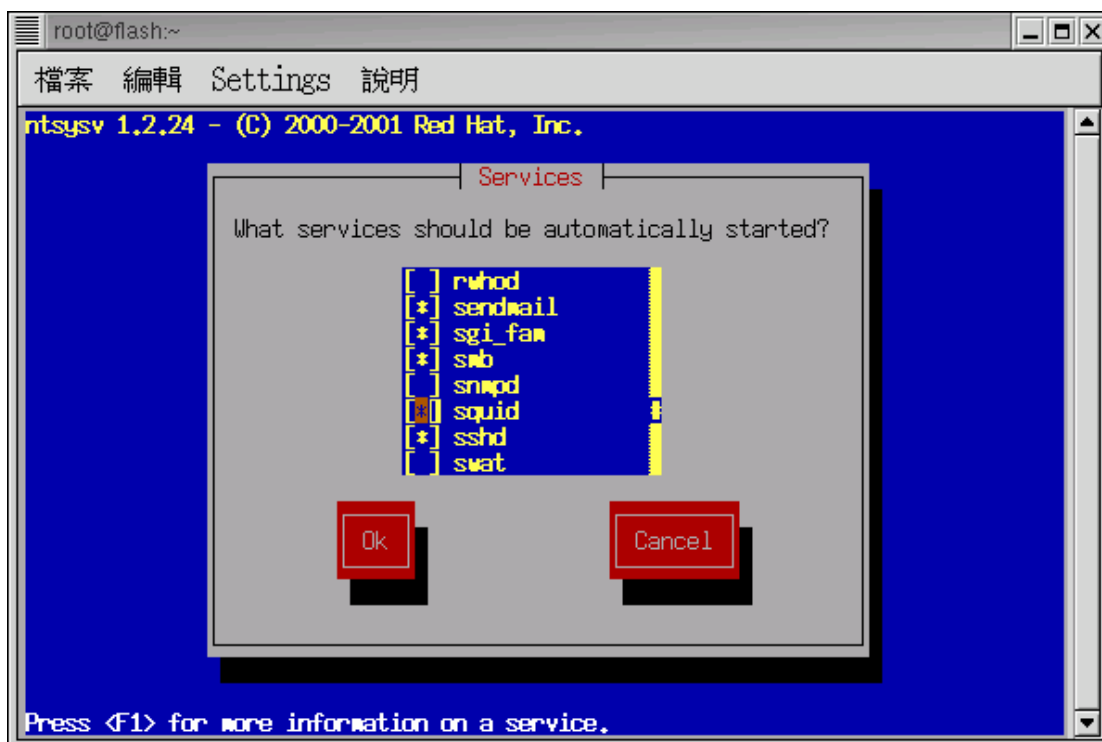 root@flash:~
檔案 編輯 Settings 說明
ntsysv 1.2.24 - (C) 2000-2001 Red Hat, Inc.
Services
What services should be automatically started?
[ ] rwhod
[*] sendmail
[*] sgi_fam
[*] smb
[ ] snmpd
[*] squid
[*] sshd
[ ] swat
Ok Cancel
Press <F1> for more information on a service.